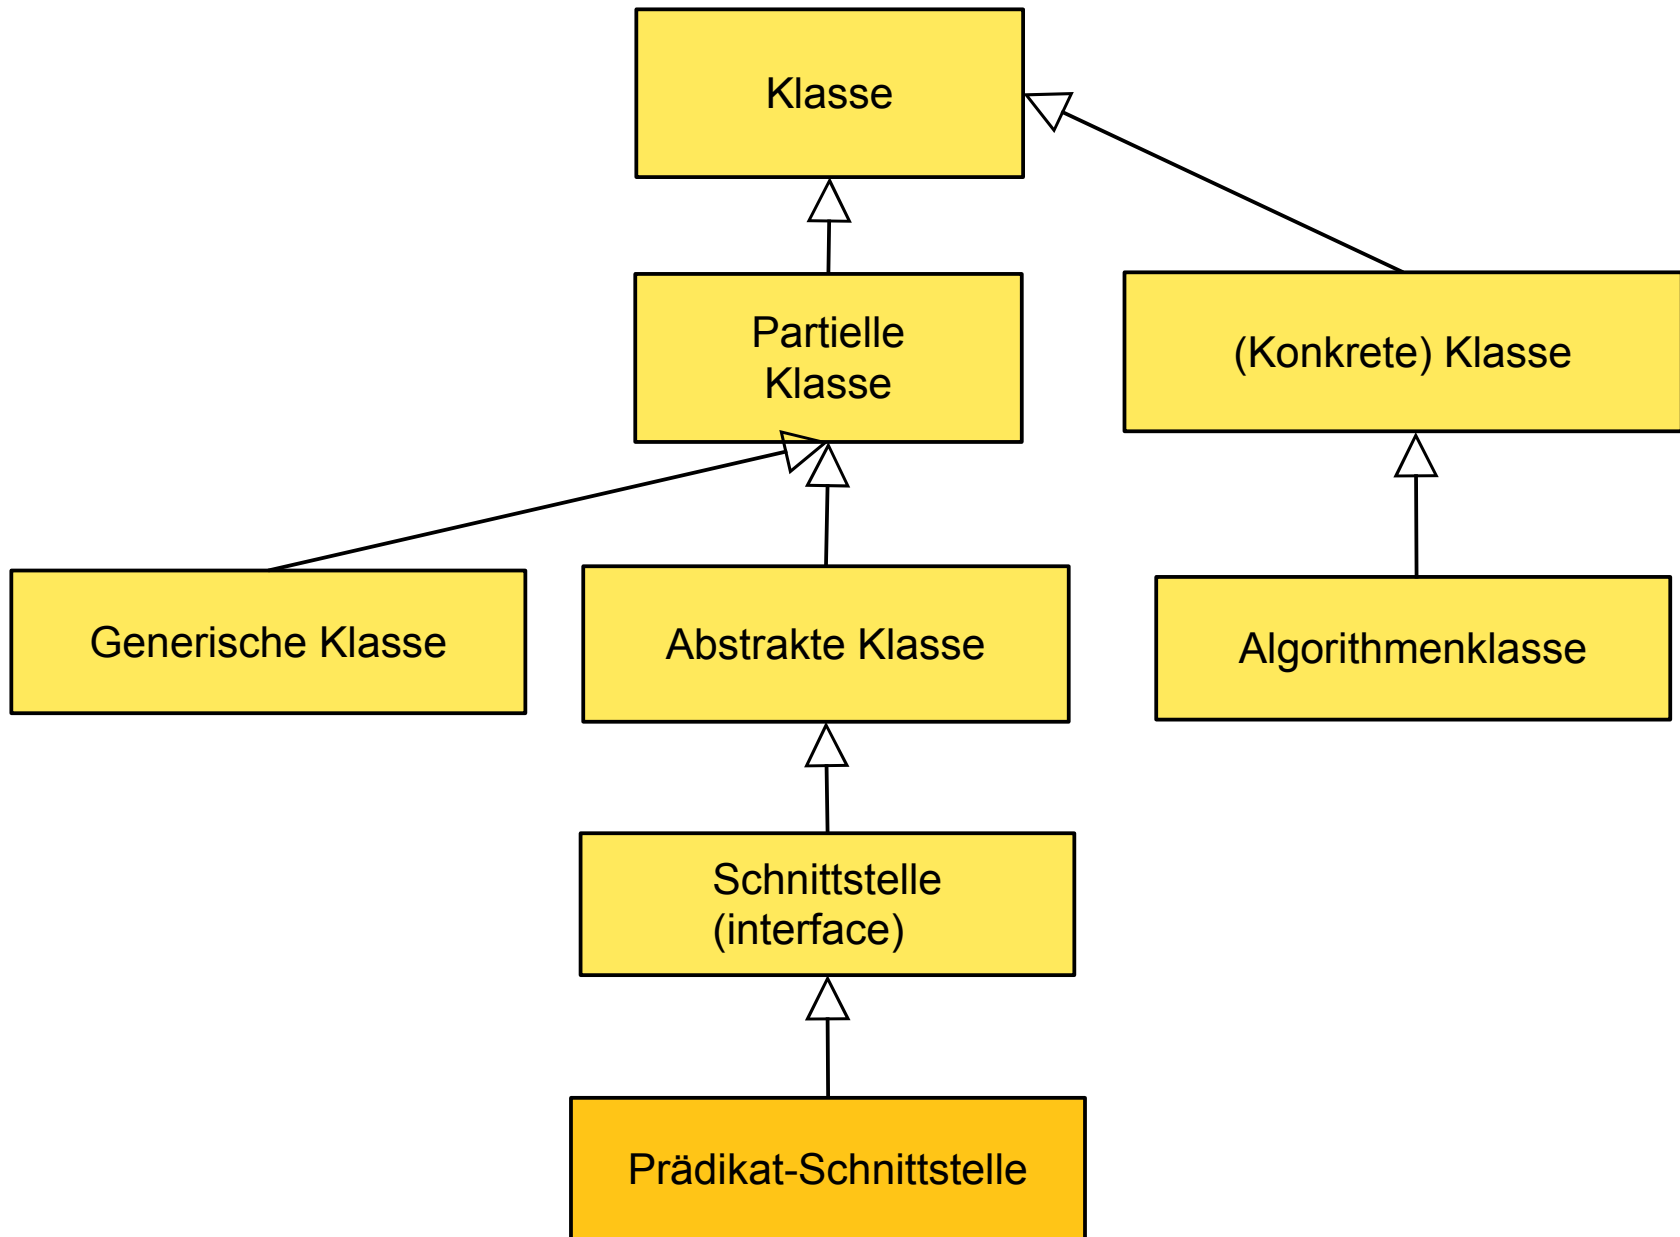 Klasse
Partielle
Klasse
(Konkrete) Klasse
Generische Klasse
Abstrakte Klasse
Algorithmenklasse
Schnittstelle
(interface)
Prädikat-Schnittstelle